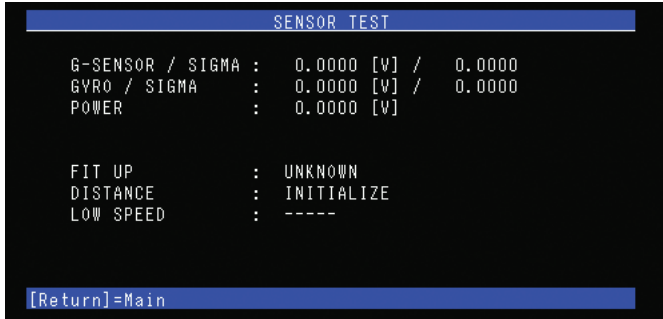 SENSOR TEST
G-SENSOR / SIGMA : 0.0000 [V] / 0.0000
GYRO / SIGMA : 0.0000 [V] / 0.0000
POWER : 0.0000 [V]
FIT UP : UNKNOWN
DISTANCE : INITIALIZE
LOW SPEED : -----
[Return]=Main